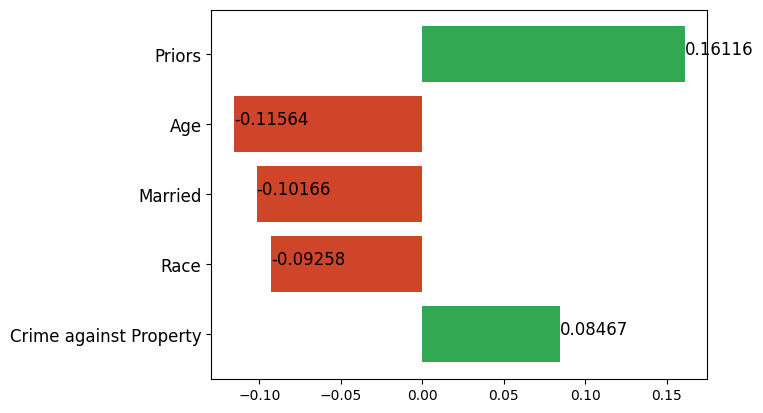 Priors
0.16116
Age
-0.11564
Married
-0.10166
Race
-0.09258
Crime against Property
0.08467
−0.10 −0.05 0.00 0.05 0.10 0.15